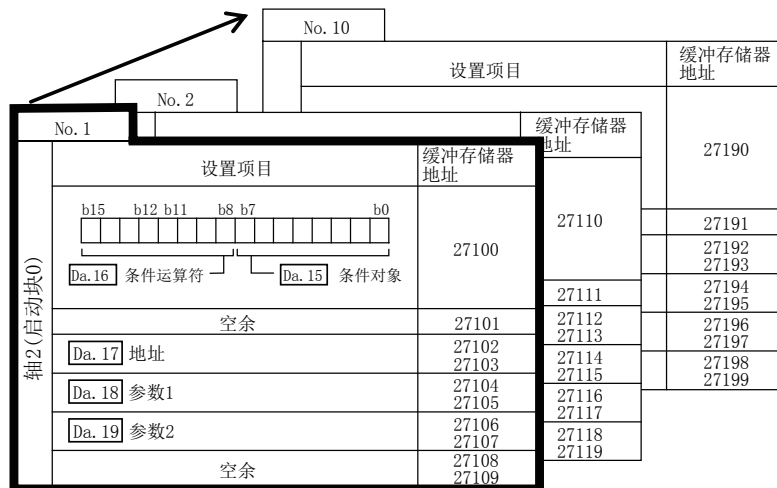 No. 10
设置项目
缓冲存储器
地址
27190
27191
27192
27193
27194
27195
27196
27197
27198
27199
No. 2
缓冲存储器
地址
27110
27111
27112
27113
27114
27115
27116
27117
27118
27119
No. 1
轴2(启动块0)
设置项目
缓冲存储器
地址
b15 b12 b11 b8 b7 b0
Da. 16 条件运算符 Da. 15 条件对象
27100
空余 27101
Da. 17 地址
27102
27103
Da. 18 参数1
27104
27105
Da. 19 参数2
27106
27107
空余
27108
27109